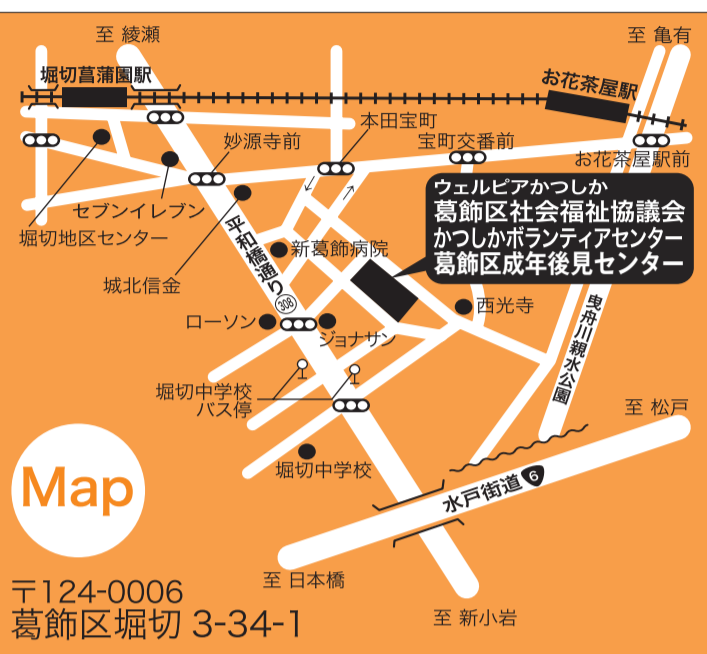 至 綾瀬
至 亀有
堀切菖蒲園駅
お花茶屋駅
本田宝町
妙源寺前
宝町交番前
お花茶屋駅前
ウェルピアかつしか
葛飾区社会福祉協議会
かつしかボランティアセンター
葛飾区成年後見センター
セブンイレブン
堀切地区センター
平和橋通り
308
新葛飾病院
城北信金
西光寺
ローソン
ジョナサン
曳舟川親水公園
堀切中学校
バス停
至 松戸
堀切中学校
水戸街道 6
Map
至 日本橋
至 新小岩
〒124-0006
葛飾区堀切 3-34-1